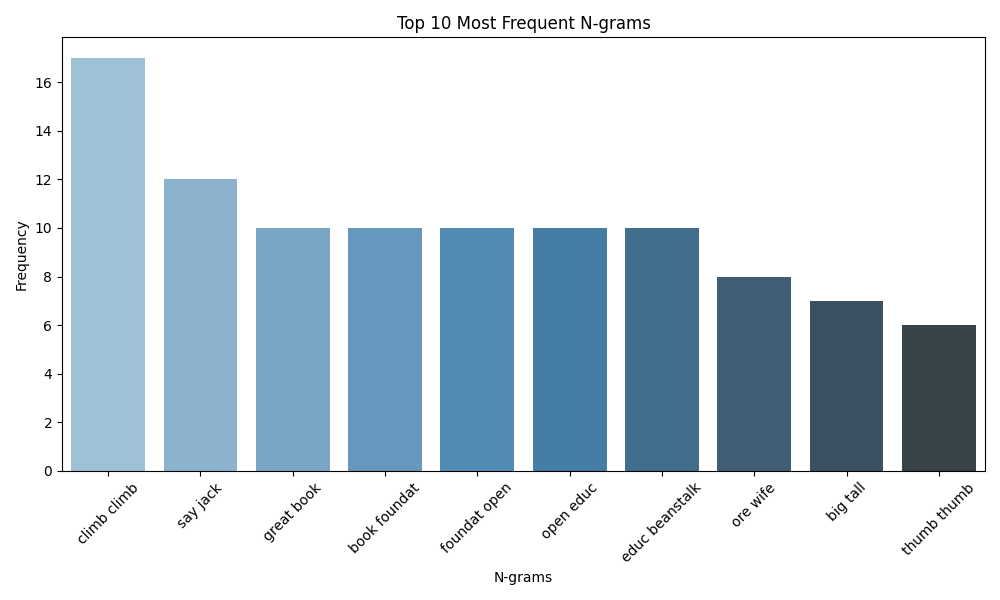 Top 10 Most Frequent N-grams
Frequency
16
14
12
10
8
6
4
2
0
climb climb
say jack
great book
book foundat
foundat open
open educ
educ beanstalk
ore wife
big tall
thumb thumb
N-grams